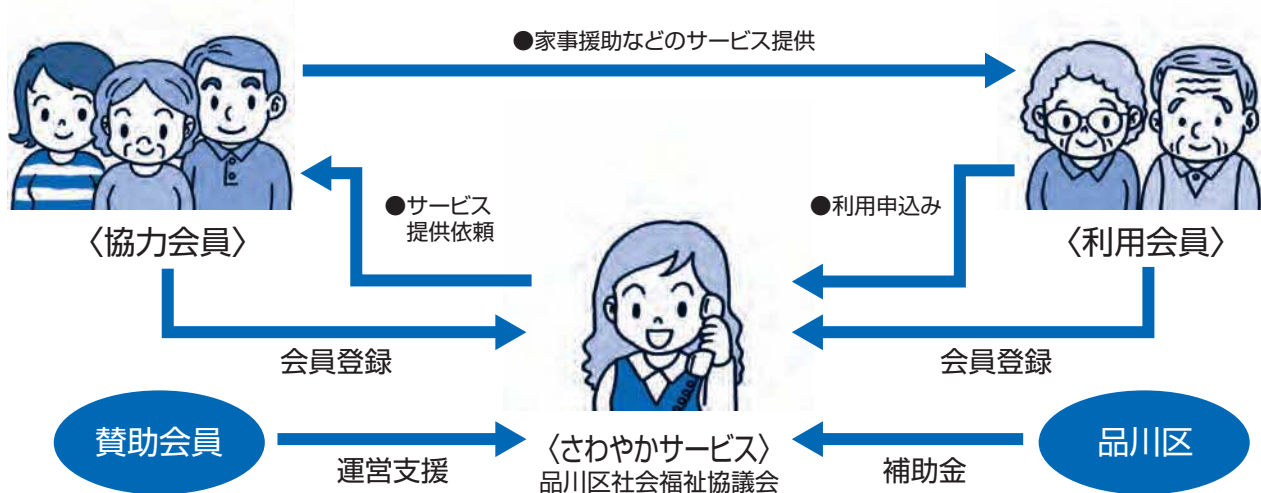 ●家事援助などのサービス提供
●サービス
提供依頼
●利用申込み
〈協力会員〉
〈利用会員〉
会員登録
会員登録
賛助会員
運営支援
〈さわやかサービス〉
品川区社会福祉協議会
補助金
品川区